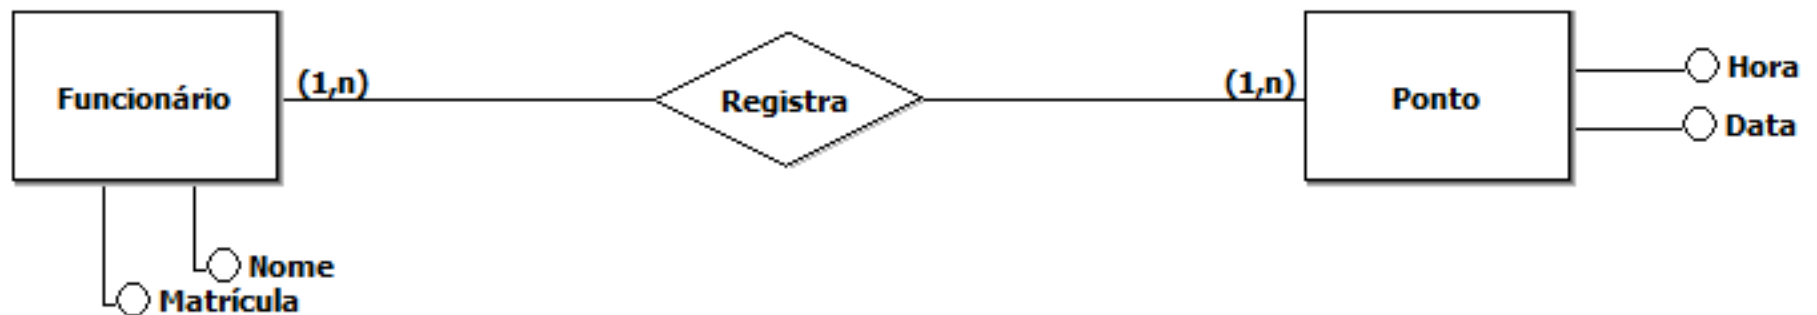 Funcionário
(1,n)
Registra
(1,n)
Ponto
Hora
Data
Nome
Matrícula